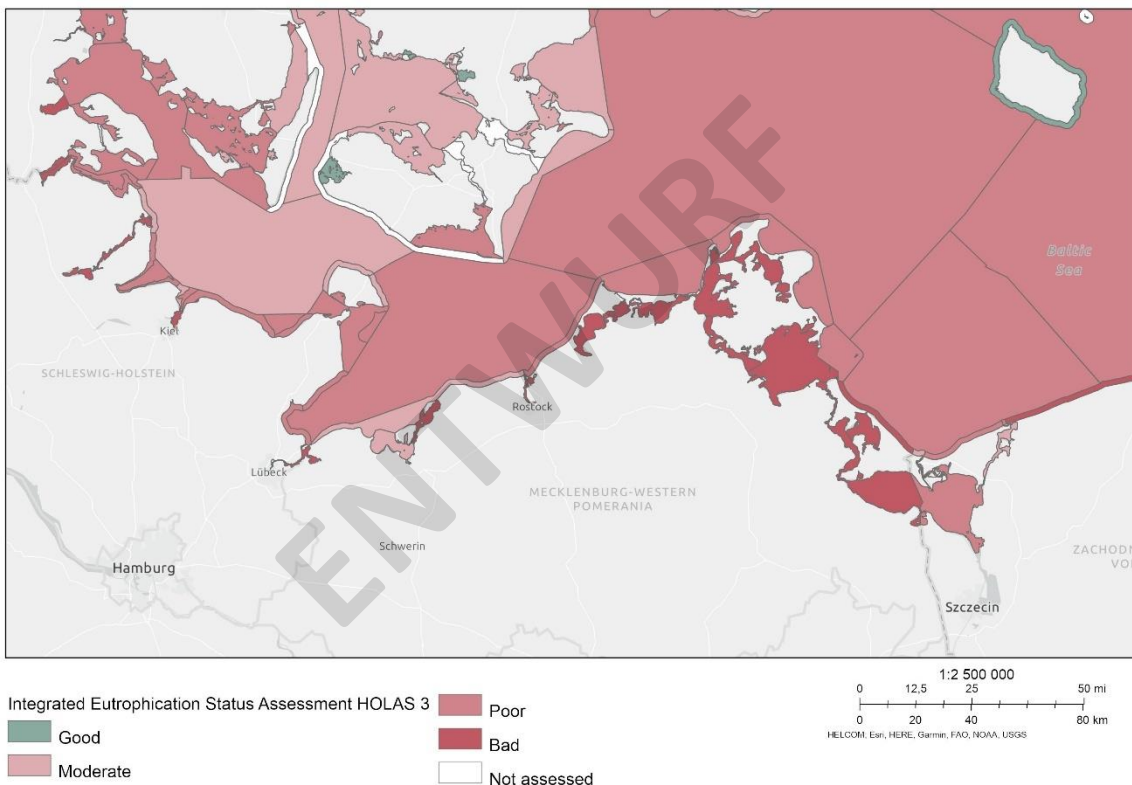 Baltic
Sea
Kiel
SCHLESWIG-HOLSTEIN
Rostock
Lübeck
MECKLENBURG-WESTERN
POMERANIA
Schwerin
ZACHODN
VO
Hamburg
Szczecin
ENTWURF
1:2 500 000
0 12,5 25 50 mi
0 20 40 80 km
HELCOM, Esri, HERE, Garmin, FAO, NOAA, USGS
Integrated Eutrophication Status Assessment HOLAS 3
Good
Moderate
Poor
Bad
Not assessed